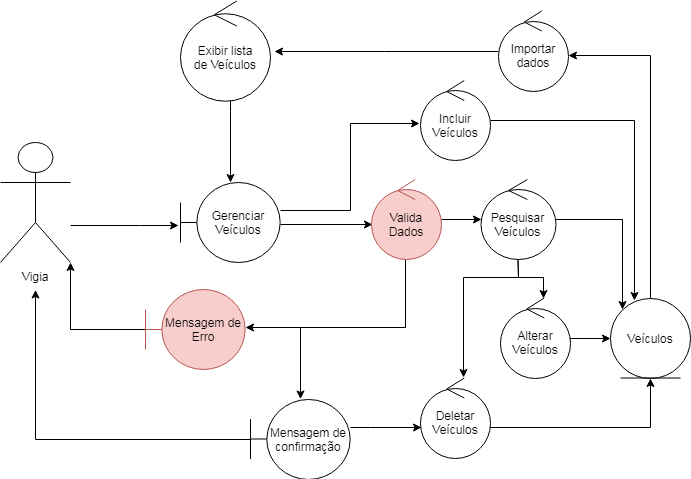 Exibir lista
de Veículos
Importar
dados
Incluir
Veículos
Gerenciar
Veículos
Valida
Dados
Pesquisar
Veículos
Vigia
Mensagem de
Erro
Alterar
Veículos
Veículos
Mensagem de
confirmação
Deletar
Veículos